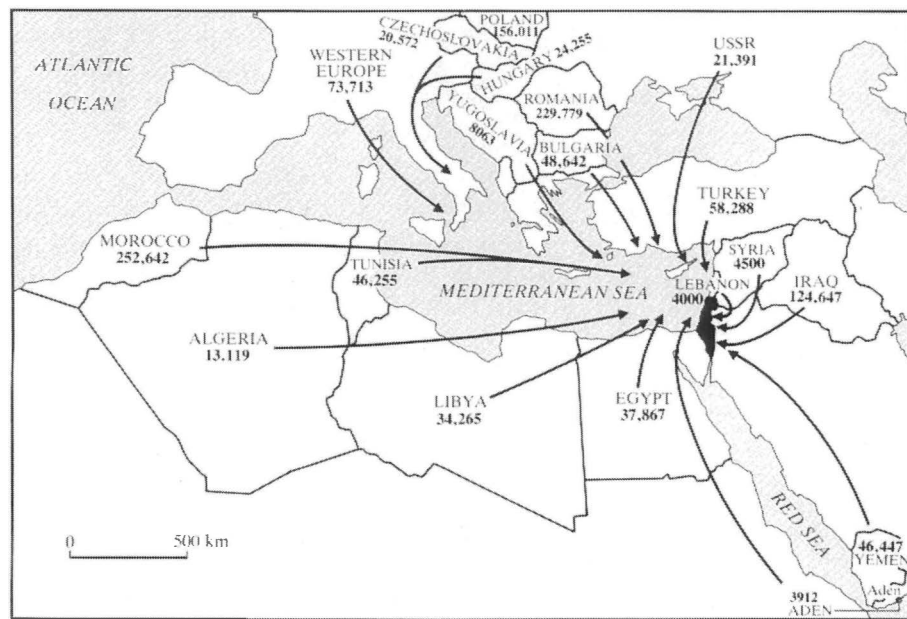 POLAND
156.011
CZECHOSLOVAKIA
20,572
HUNGARY 24,255
USSR
21,391
WESTERN
EUROPE
73,713
ATLANTIC
OCEAN
ROMANIA
229,779
YUGOSLAVIA
8063
BULGARIA
48,642
TURKEY
58,288
MOROCCO
252,642
TUNISIA
46,255
SYRIA
4500
MEDITERRANEAN SEA
LEBANON
4000
IRAQ
124,647
ALGERIA
13,119
LIBYA
34,265
EGYPT
37,867
RED SEA
0 500 km
46,447
YEMEN
Aden
3912
ADEN